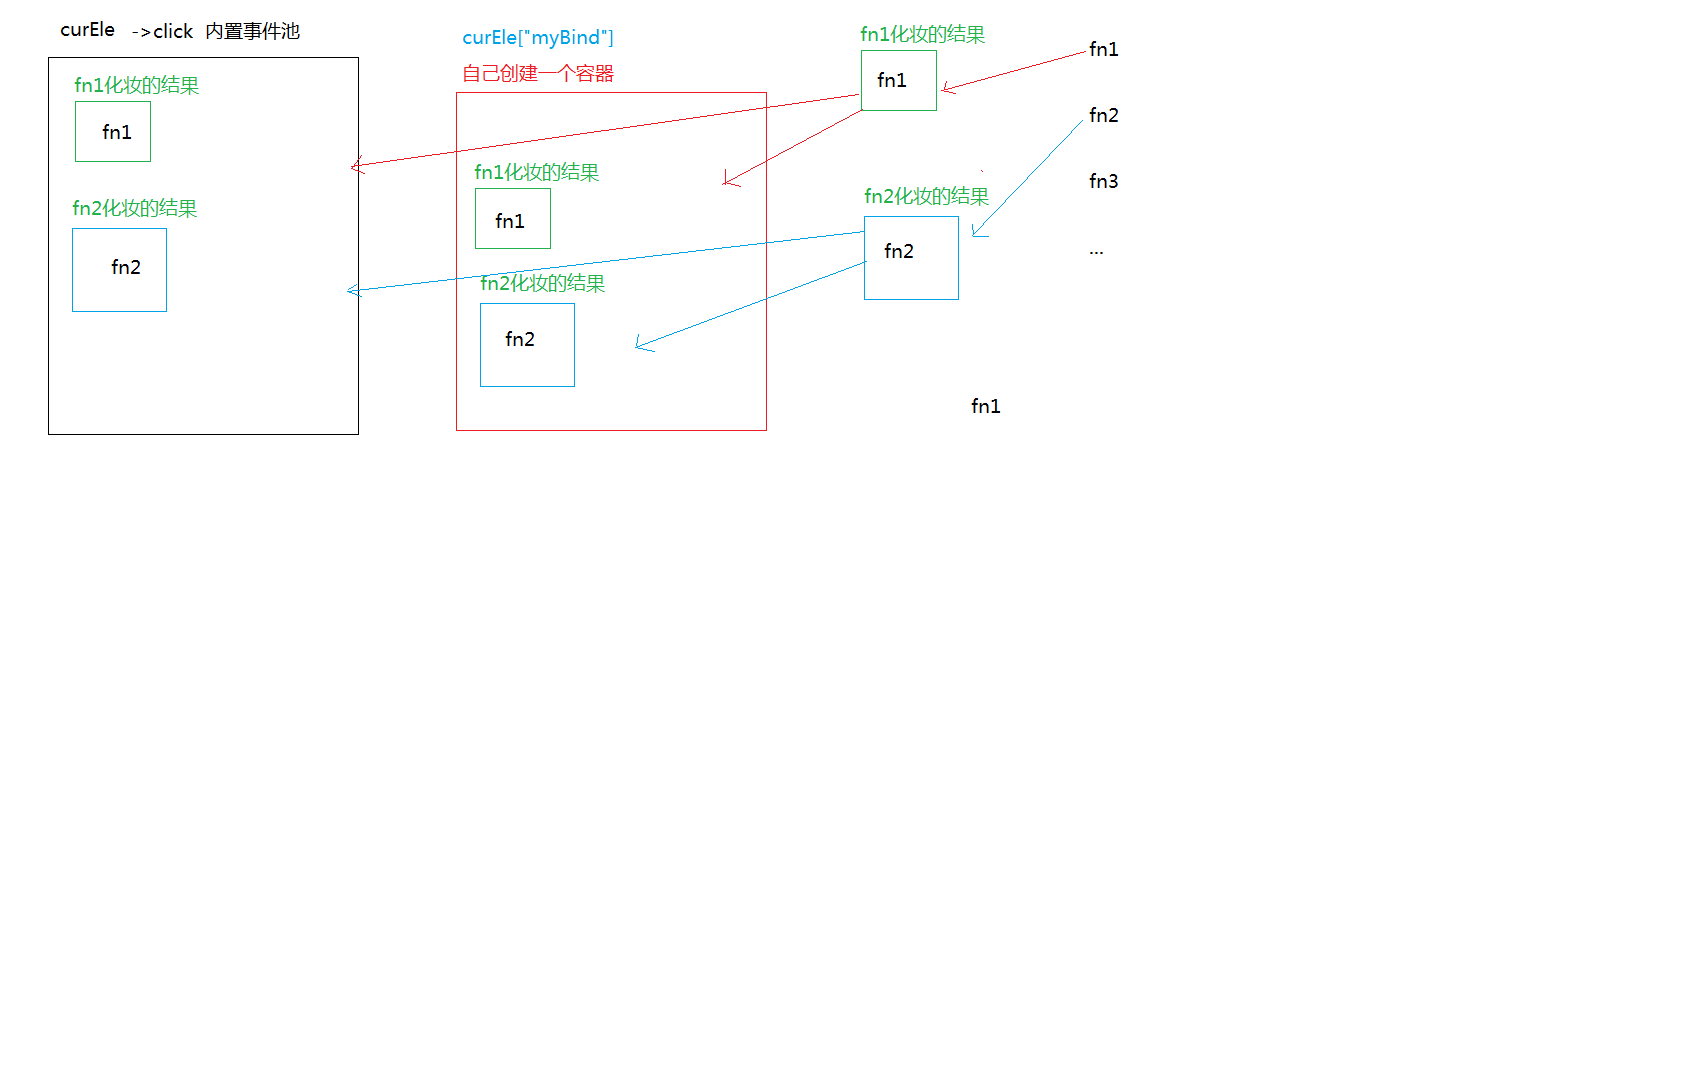 curEle ->click 内置事件池
fn1化妆的结果
fn1
fn2化妆的结果
fn2
curEle["myBind"]
自己创建一个容器
fn1化妆的结果
fn1
fn2化妆的结果
fn2
fn1化妆的结果
fn1
fn2化妆的结果
fn2
fn1
fn2
fn3
...
fn1